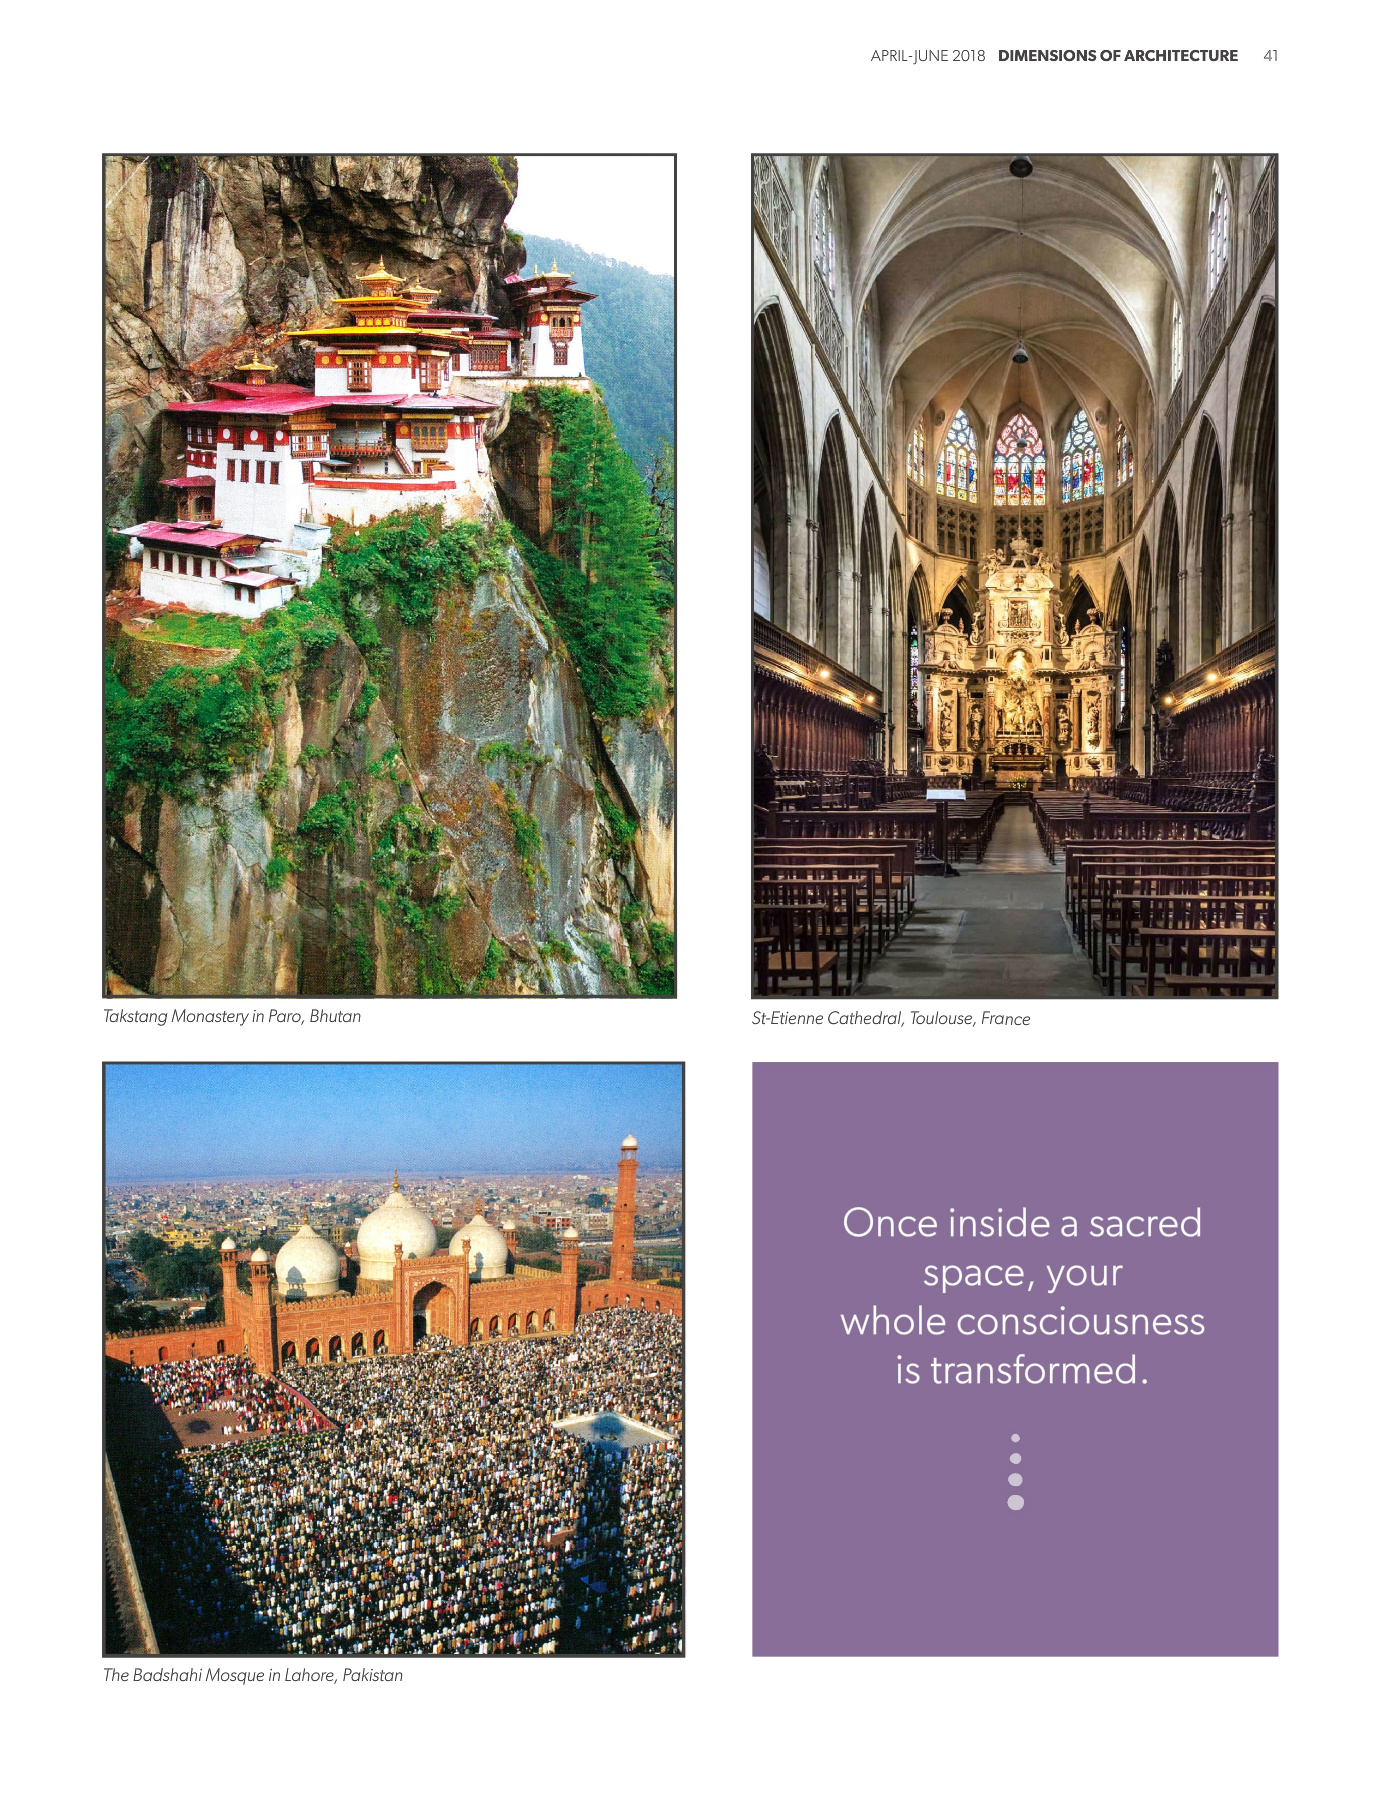 APRIL-JUNE 2018 DIMENSIONS OF ARCHITECTURE 41
Takstang Monastery in Paro, Bhutan
St-Etienne Cathedral, Toulouse, France
The Badshahi Mosque in Lahore, Pakistan
Once inside a sacred
space, your
whole consciousness
is transformed.